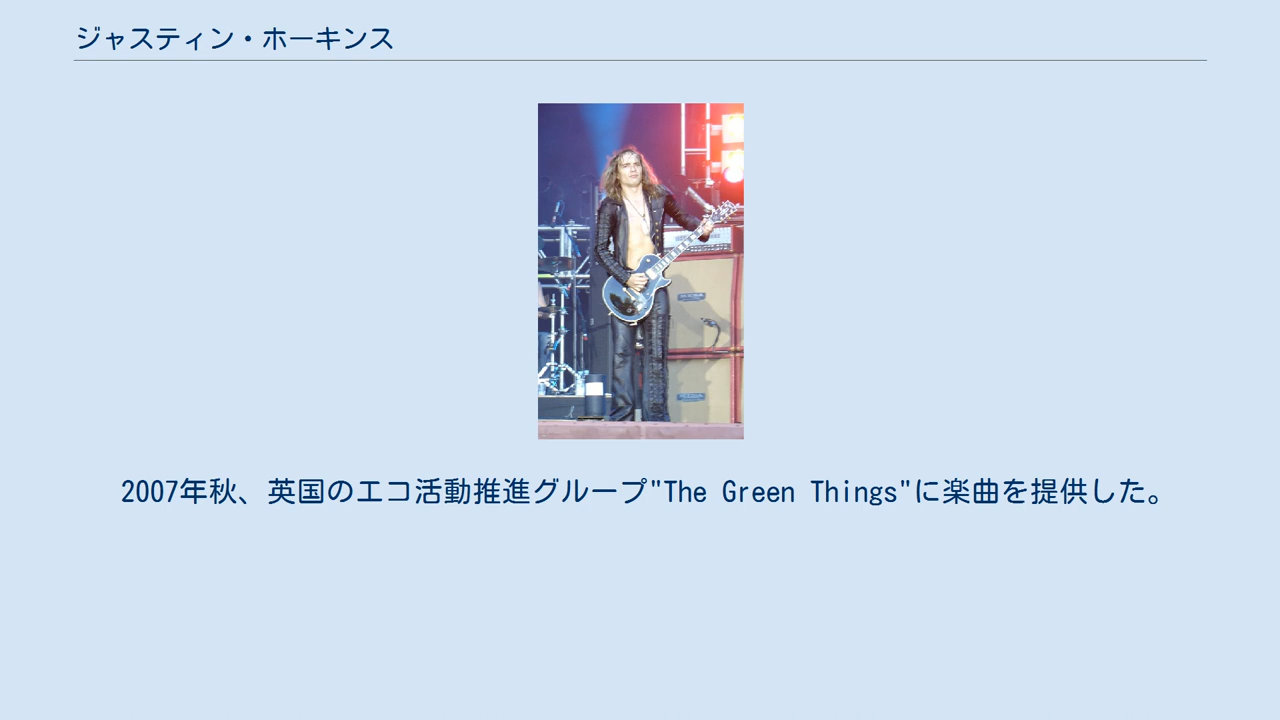 ジャスティン・ホーキンス
2007年秋、英国のエコ活動推進グループ"The Green Things"に楽曲を提供した。